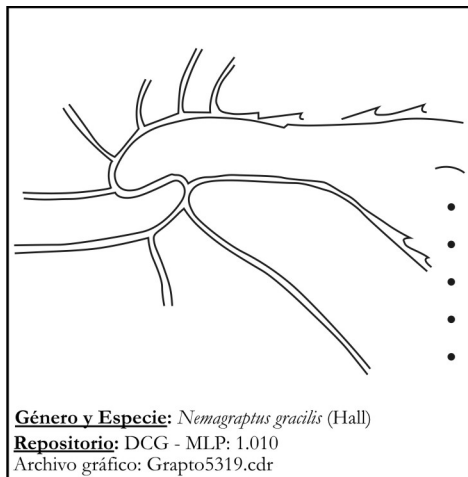 Género y Especie: Nemagraptus gracilis (Hall)
Repositorio: DCG - MLP: 1.010
Archivo gráfico: Grapto5319.cdr